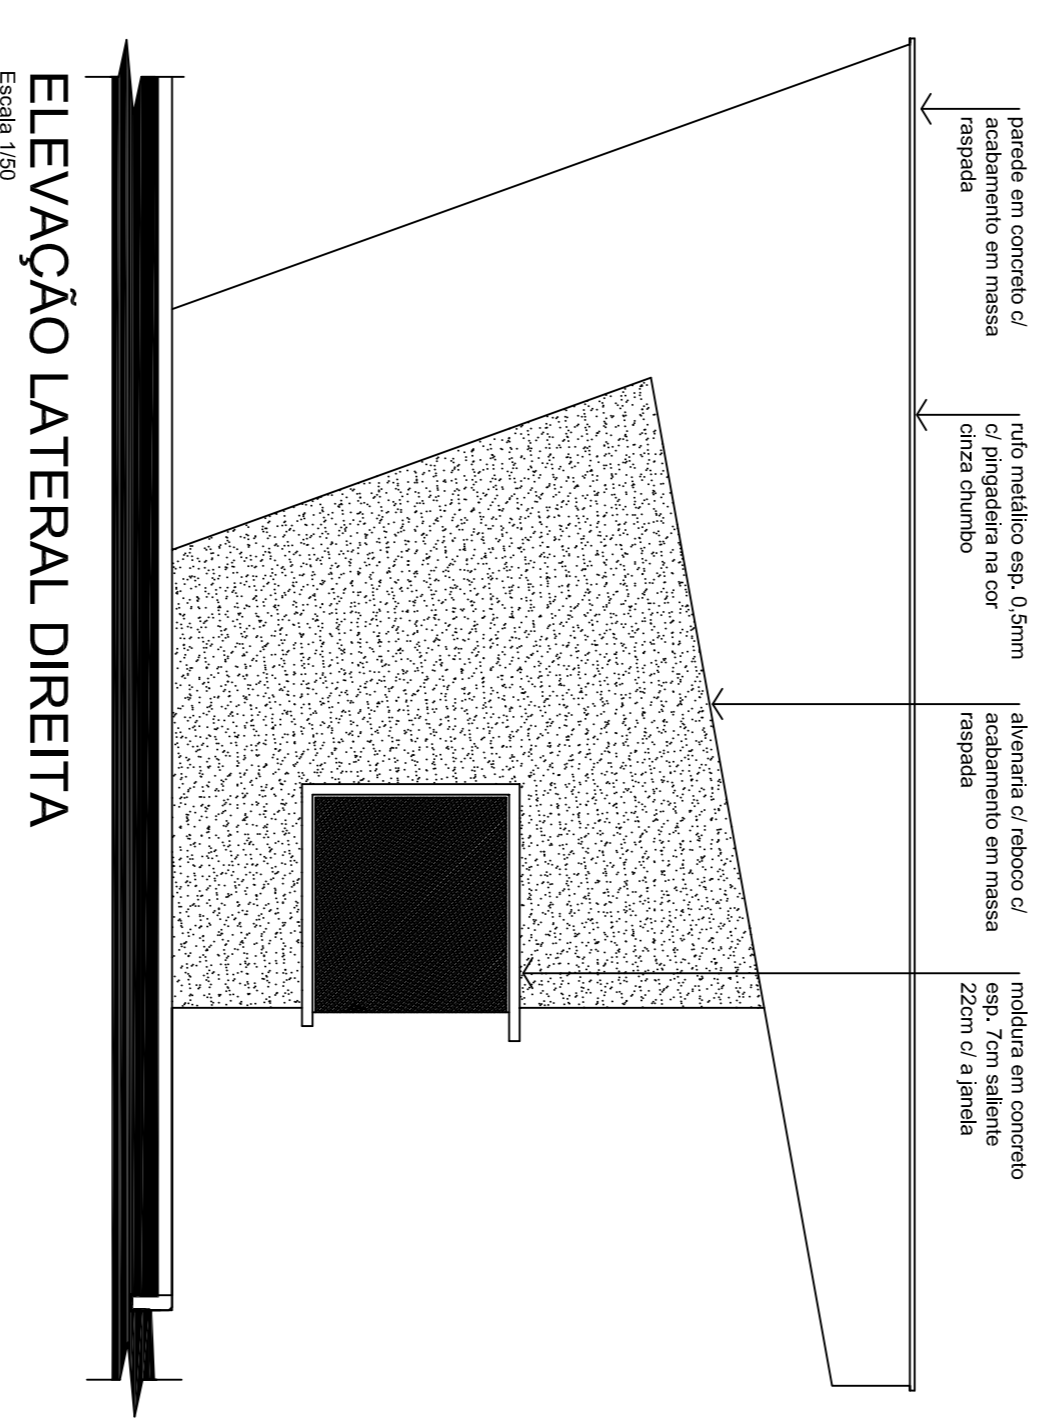 parede em concreto c/
acabamento em massa
raspada
rufo metálico esp. 0,5mm
c/ pingadeira na cor
cinza chumbo
alvenaria c/ reboco c/
acabamento em massa
raspada
moldura em concreto
esp. 7cm saliente
22cm c/ a janela
ELEVAÇÃO LATERAL DIREITA
Escala 1/50